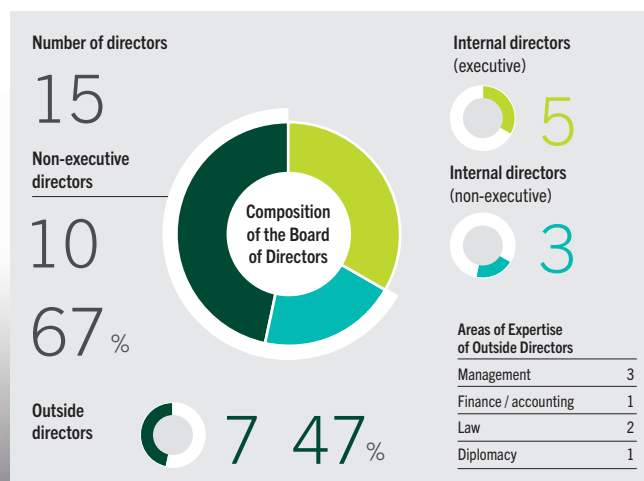 Number of directors
15
Non-executive
directors
10
67 %
Composition
of the Board
of Directors
Outside
directors
7 47%
Internal directors
(executive)
5
Internal directors
(non-executive)
3
Areas of Expertise
of Outside Directors
Management 3
Finance / accounting 1
Law 2
Diplomacy 1